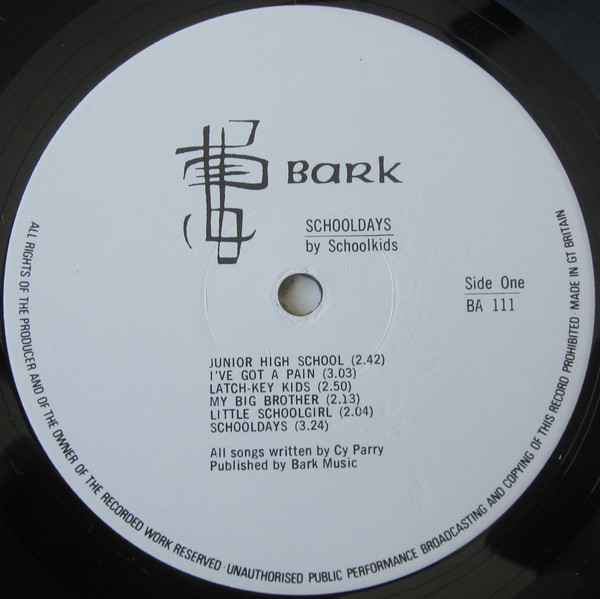 BARK
SCHOOLDAYS
by Schoolkids
Side One
BA 111
JUNIOR HIGH SCHOOL (2.42)
I'VE GOT A PAIN (3.03)
LATCH-KEY KIDS (2.50)
MY BIG BROTHER (2.13)
LITTLE SCHOOLGIRL (2.04)
SCHOOLDAYS (3.24)
All songs written by Cy Parry
Published by Bark Music
ALL RIGHTS OF THE PRODUCER AND OF THE OWNER OF THE RECORDED WORK RESERVED · UNAUTHORISED PUBLIC PERFORMANCE BROADCASTING AND COPYING OF THIS RECORD PROHIBITED MADE IN GT BRITAIN